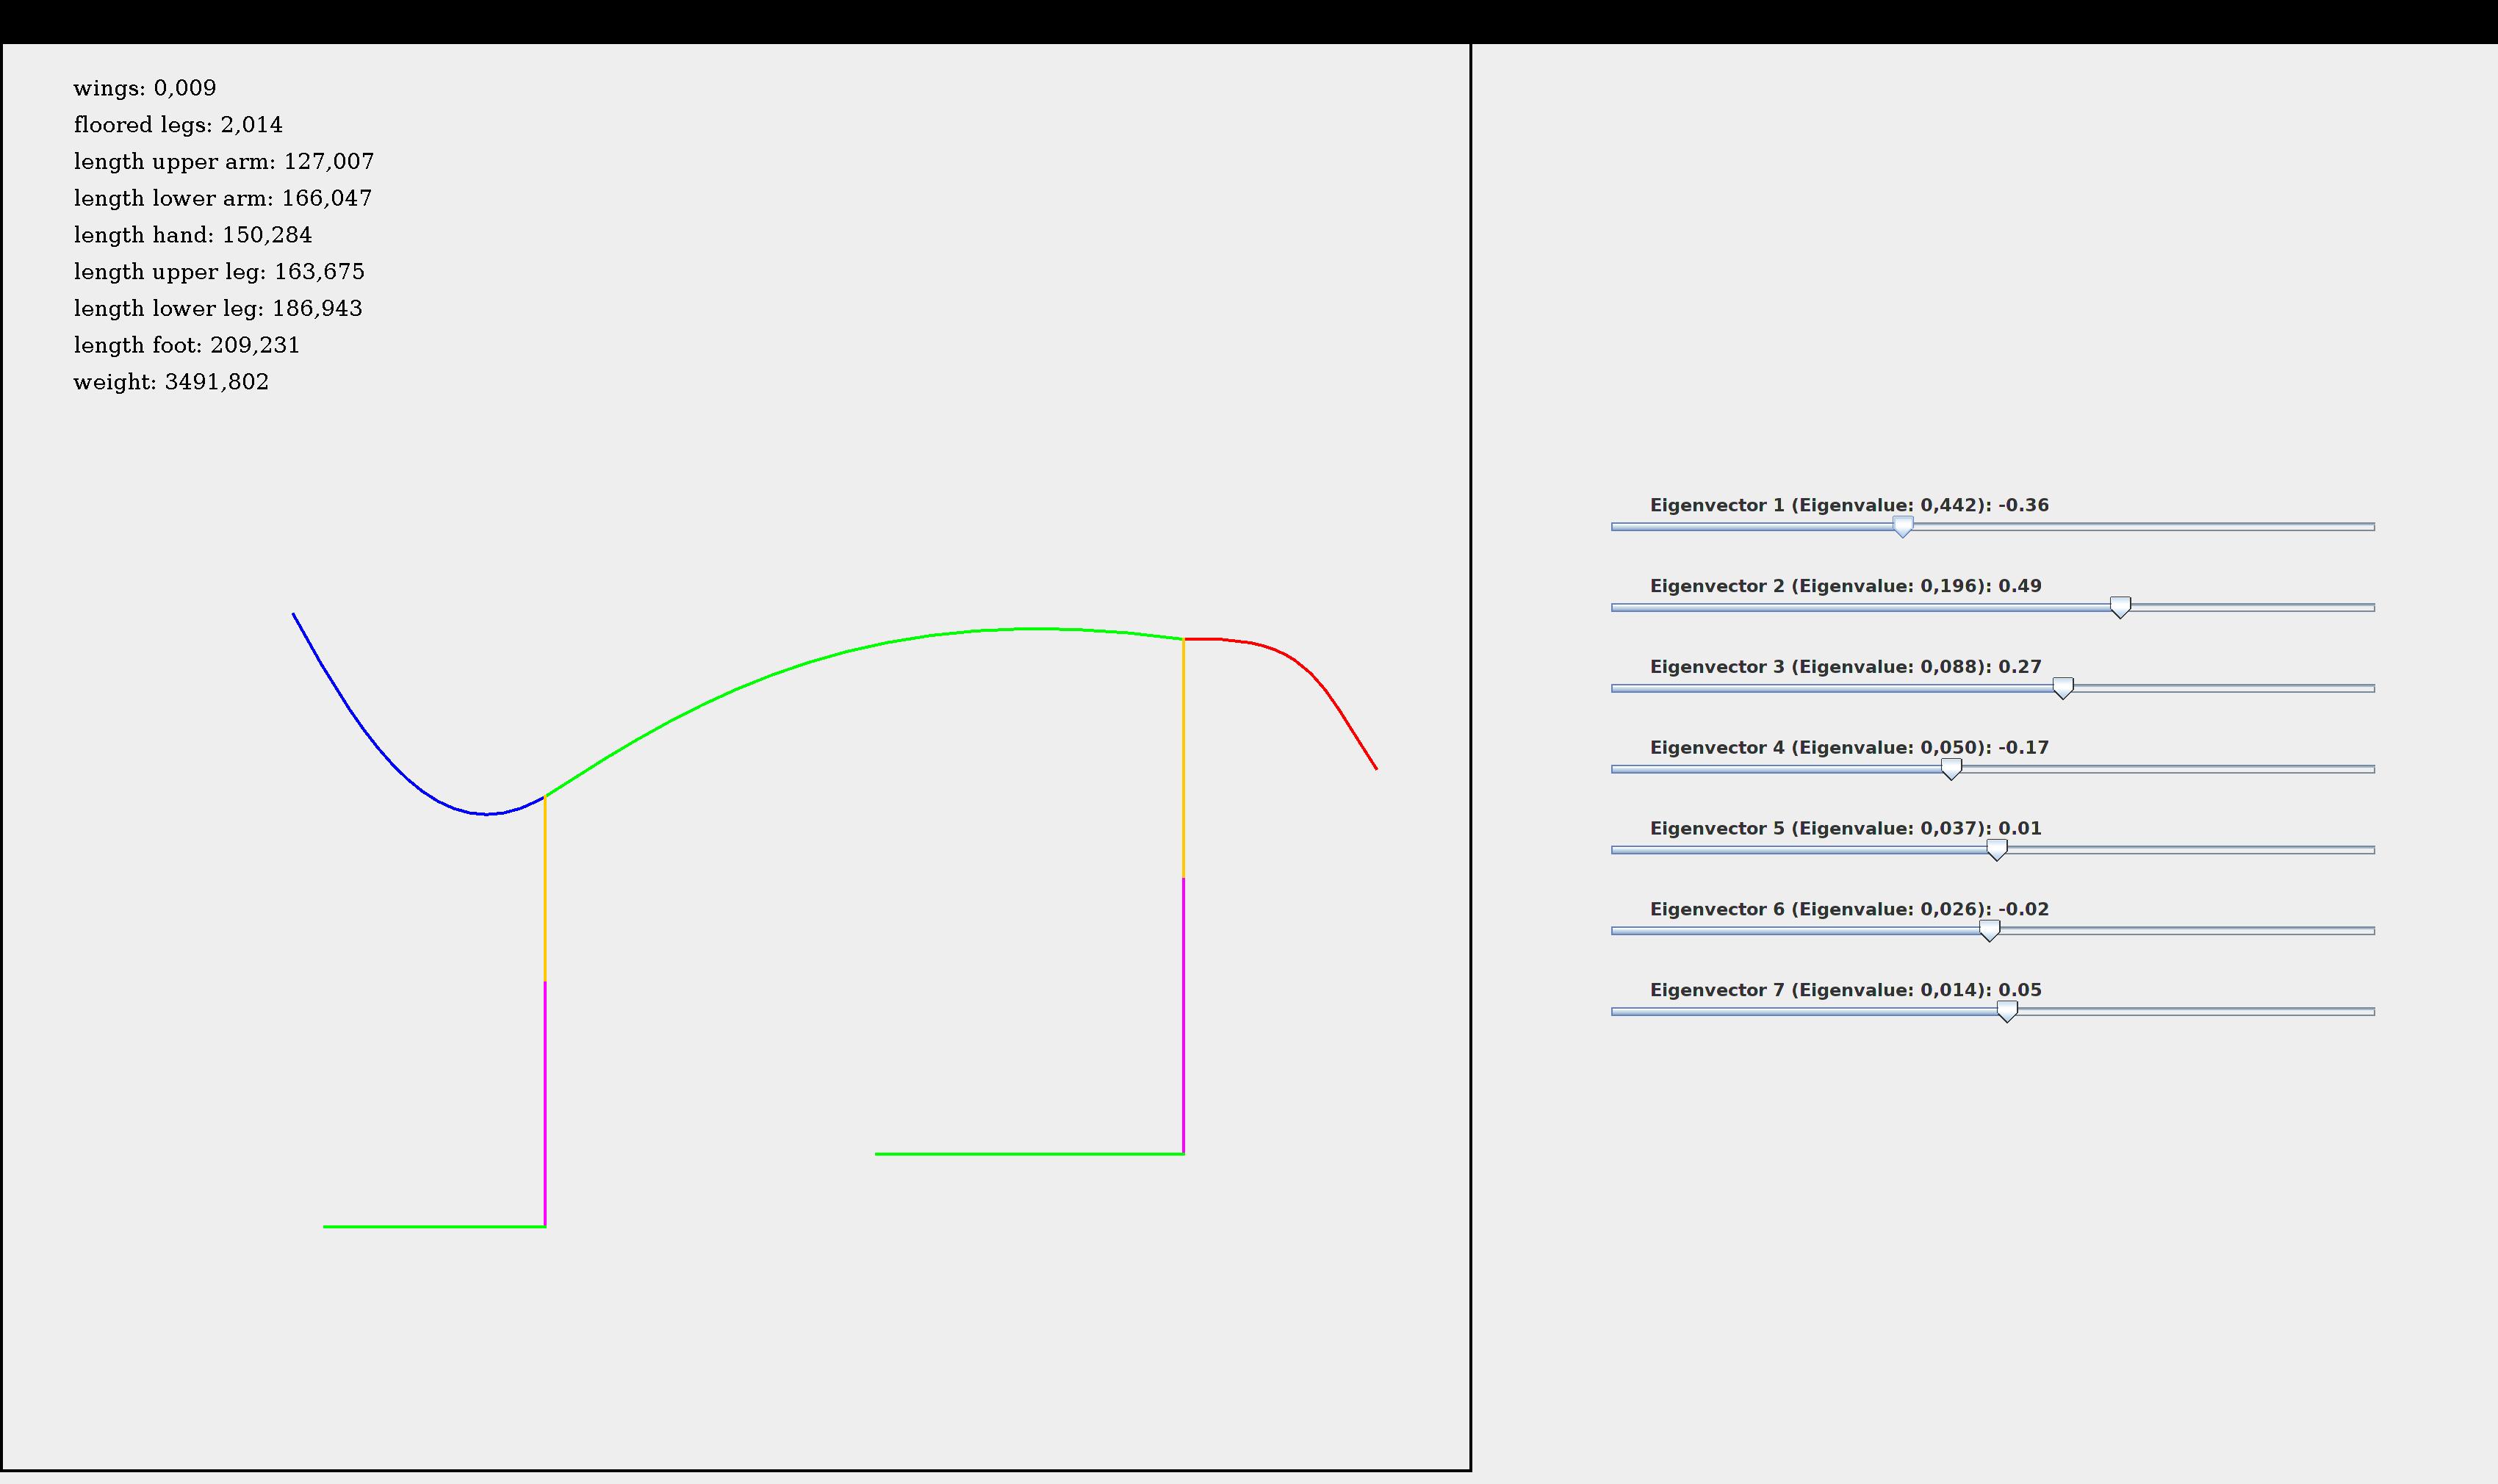 wings: 0,009
floored legs: 2,014
length upper arm: 127,007
length lower arm: 166,047
length hand: 150,284
length upper leg: 163,675
length lower leg: 186,943
length foot: 209,231
weight: 3491,802
Eigenvector 1 (Eigenvalue: 0,442): -0.36
Eigenvector 2 (Eigenvalue: 0,196): 0.49
Eigenvector 3 (Eigenvalue: 0,088): 0.27
Eigenvector 4 (Eigenvalue: 0,050): -0.17
Eigenvector 5 (Eigenvalue: 0,037): 0.01
Eigenvector 6 (Eigenvalue: 0,026): -0.02
Eigenvector 7 (Eigenvalue: 0,014): 0.05